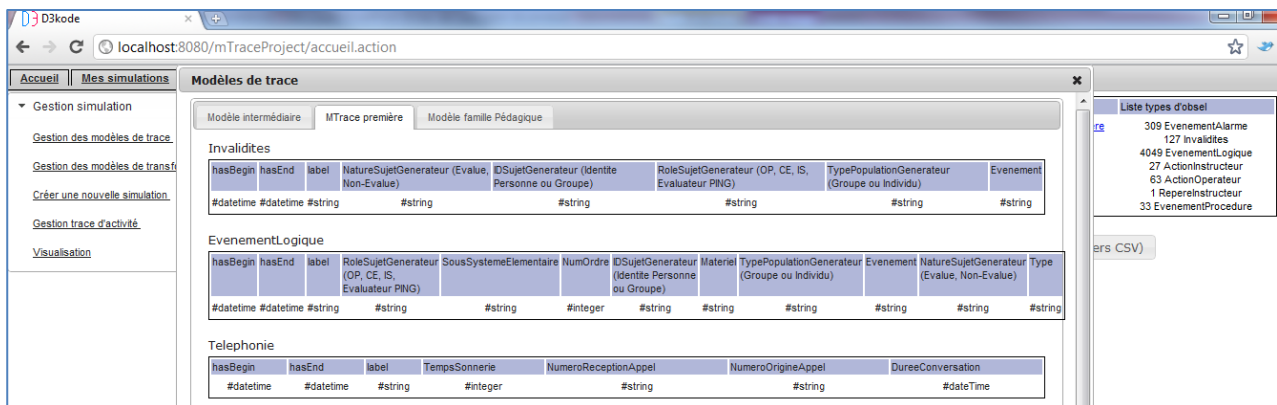 D3kode
localhost:8080/mTraceProject/accueil.action
Accueil
Mes simulations
Gestion simulation
Gestion des modèles de trace
Gestion des modèles de transf
Créer une nouvelle simulation
Gestion trace d'activité
Visualisation
Modèles de trace
Modèle intermédiaire
MTrace première
Modèle famille Pédagique
Invalidites
hasBegin hasEnd label NatureSujetGenerateur (Evalue, IDSujetGenerateur (Identite RoleSujetGenerateur (OP, CE, IS, TypePopulationGenerateur Evenement
Non-Evalue) Personne ou Groupe) Evaluateur PING) (Groupe ou Individu)
#datetime #datetime #string #string #string #string #string #string
EvenementLogique
hasBegin hasEnd label RoleSujetGenerateur SousSystemeElementaire NumOrdre IDSujetGenerateur Materiel TypePopulationGenerateur Evenement NatureSujetGenerateur Type
(OP, CE, IS, (Identite Personne (Groupe ou Individu) (Evalue, Non-Evalue)
Evaluateur PING) ou Groupe)
#datetime #datetime #string #string #string #integer #string #string #string #string #string #string
Telephonie
hasBegin hasEnd label TempsSonnerie NumeroReceptionAppel NumeroOrigineAppel DureeConversation
#datetime #datetime #string #integer #string #string #dateTime
Liste types d'obsel
ere
309 EvenementAlarme
127 Invalidites
4049 EvenementLogique
27 ActionInstructeur
63 ActionOperateur
1 RepereInstructeur
33 EvenementProcedure
ers CSV)